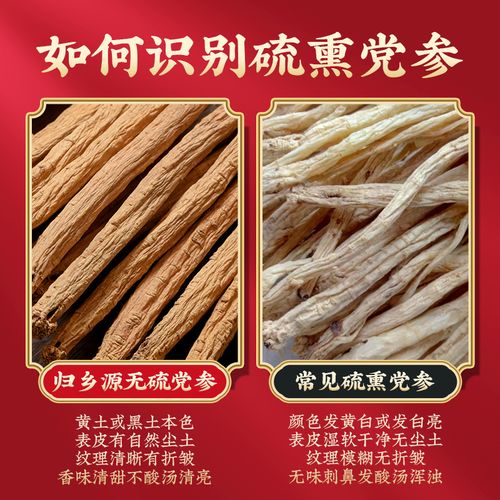 如何识别硫熏党参
归乡源无硫党参
黄土或黑土本色
表皮有自然尘土
纹理清晰有折皱
香味清甜不酸汤清亮
常见硫熏党参
颜色发黄白或发白亮
表皮湿软干净无尘土
纹理模糊无折皱
无味刺鼻发酸汤浑浊